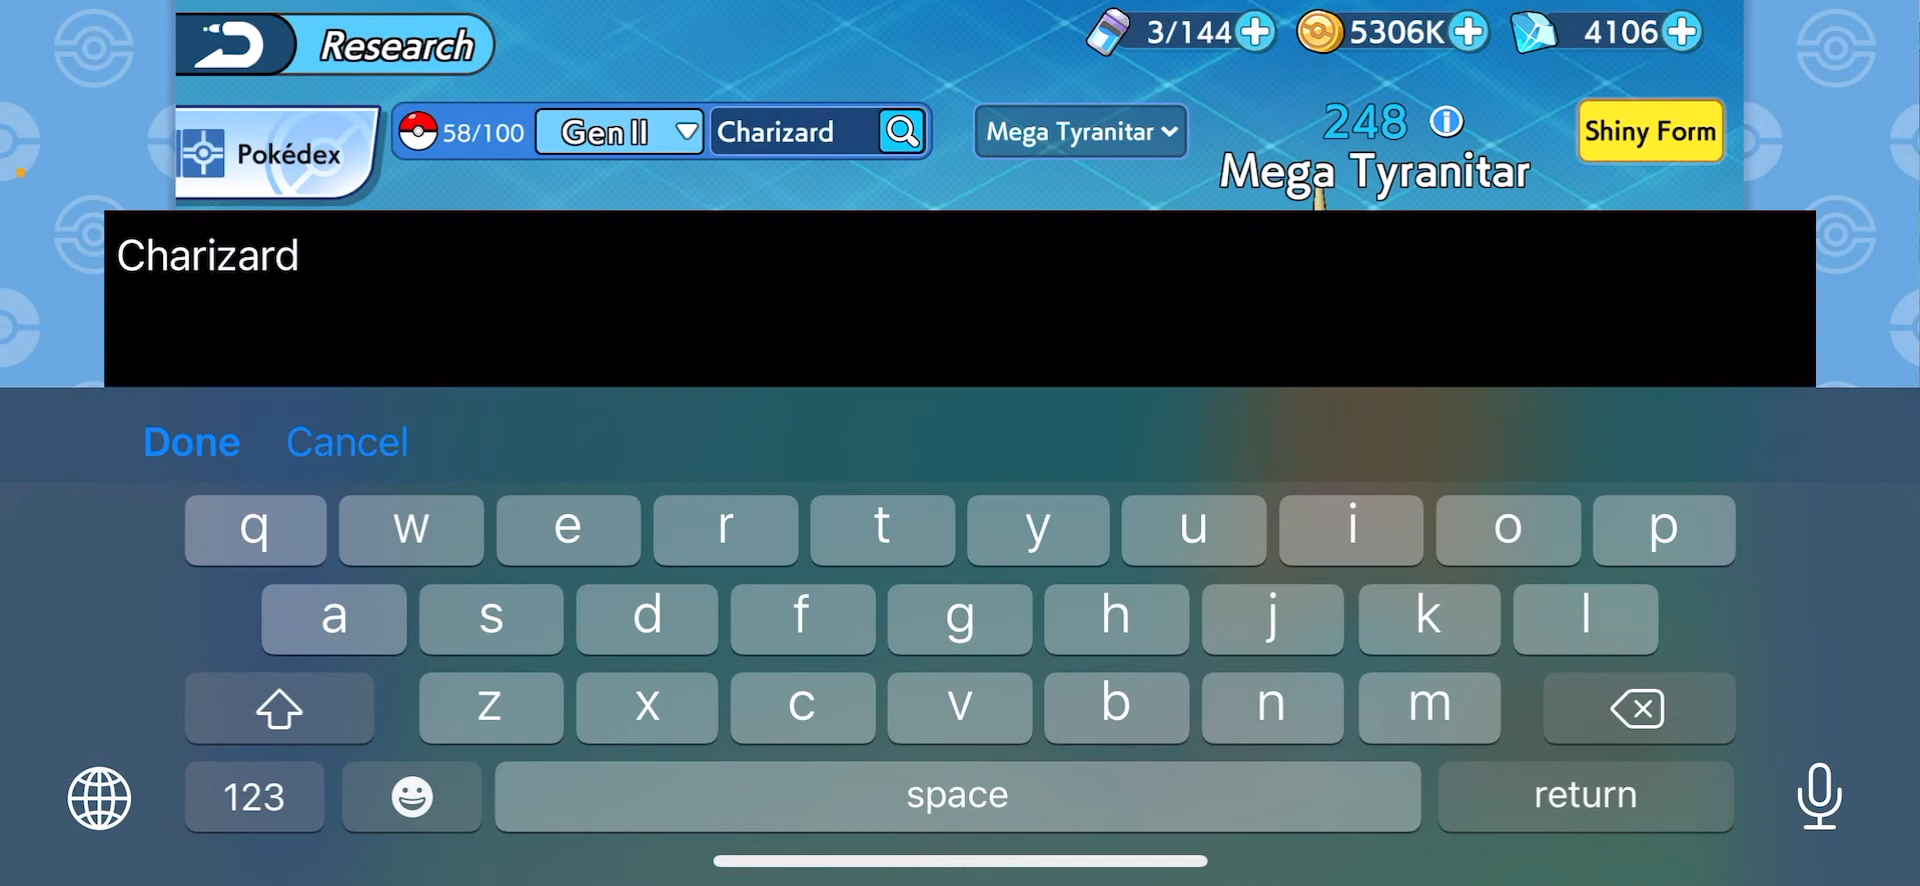 Research
3/144
5306K
4106
Pokédex
58/100
Gen II
Charizard
Mega Tyranitar
248
i
Mega Tyranitar
Shiny Form
Charizard
Done Cancel
q w e r t y u i o p
a s d f g h j k l
z x c v b n m
123 space return